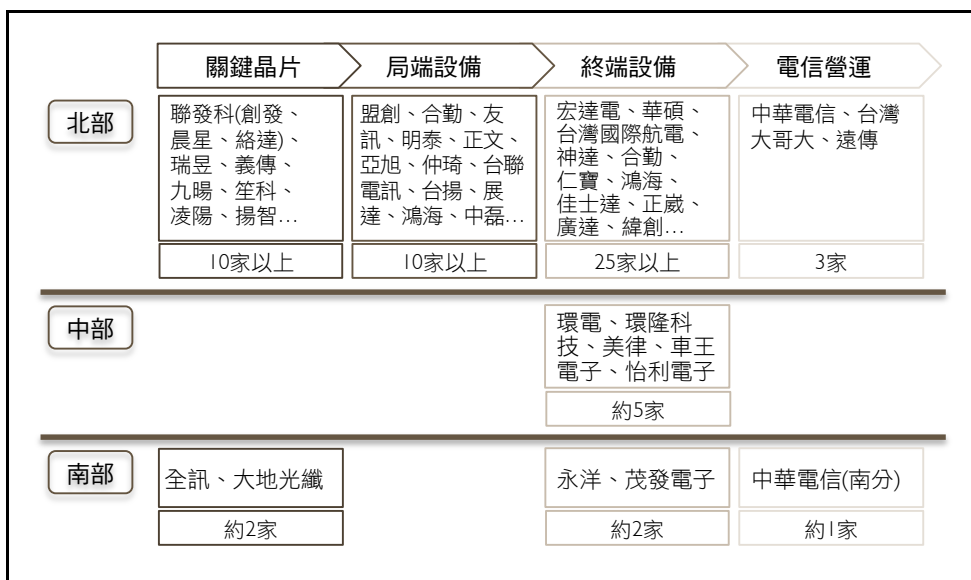 關鍵晶片
局端設備
終端設備
電信營運
北部
聯發科(創發、
晨星、絡達)、
瑞昱、義傳、
九暘、笙科、
凌陽、揚智…
10家以上
盟創、合勤、友
訊、明泰、正文、
亞旭、仲琦、台聯
電訊、台揚、展
達、鴻海、中磊…
10家以上
宏達電、華碩、
台灣國際航電、
神達、合勤、
仁寶、鴻海、
佳士達、正崴、
廣達、緯創…
25家以上
中華電信、台灣
大哥大、遠傳
3家
中部
環電、環隆科
技、美律、車王
電子、怡利電子
約5家
南部
全訊、大地光纖
約2家
永洋、茂發電子
約2家
中華電信(南分)
約1家